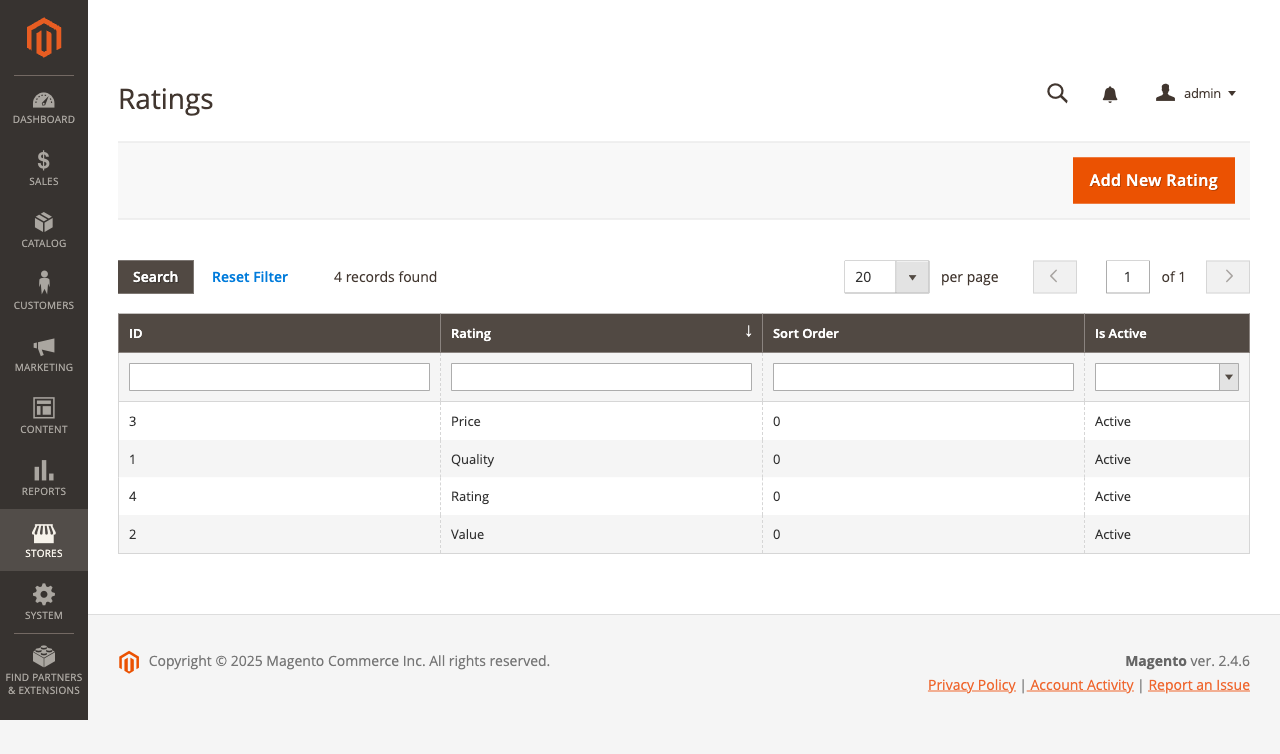 Ratings
admin
Add New Rating
Search Reset Filter 4 records found 20 per page 1 of 1
ID Rating Sort Order Is Active
3 Price 0 Active
1 Quality 0 Active
4 Rating 0 Active
2 Value 0 Active
DASHBOARD
SALES
CATALOG
CUSTOMERS
MARKETING
CONTENT
REPORTS
STORES
SYSTEM
FIND PARTNERS
& EXTENSIONS
Copyright © 2025 Magento Commerce Inc. All rights reserved.
Magento ver. 2.4.6
Privacy Policy | Account Activity | Report an Issue